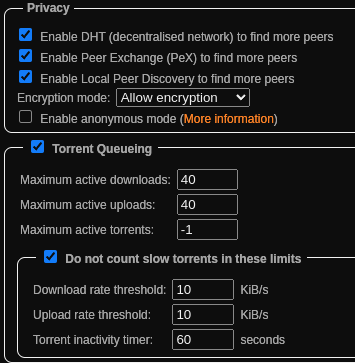 Privacy
Enable DHT (decentralised network) to find more peers
Enable Peer Exchange (PeX) to find more peers
Enable Local Peer Discovery to find more peers
Encryption mode: Allow encryption
Enable anonymous mode (More information)
Torrent Queueing
Maximum active downloads: 40
Maximum active uploads: 40
Maximum active torrents: -1
Do not count slow torrents in these limits
Download rate threshold: 10 KiB/s
Upload rate threshold: 10 KiB/s
Torrent inactivity timer: 60 seconds